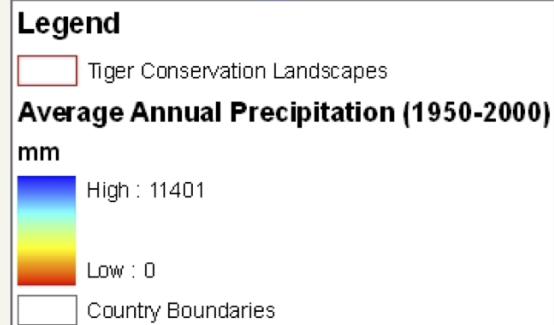 Legend
Tiger Conservation Landscapes
Average Annual Precipitation (1950-2000)
mm
High : 11401
Low : 0
Country Boundaries